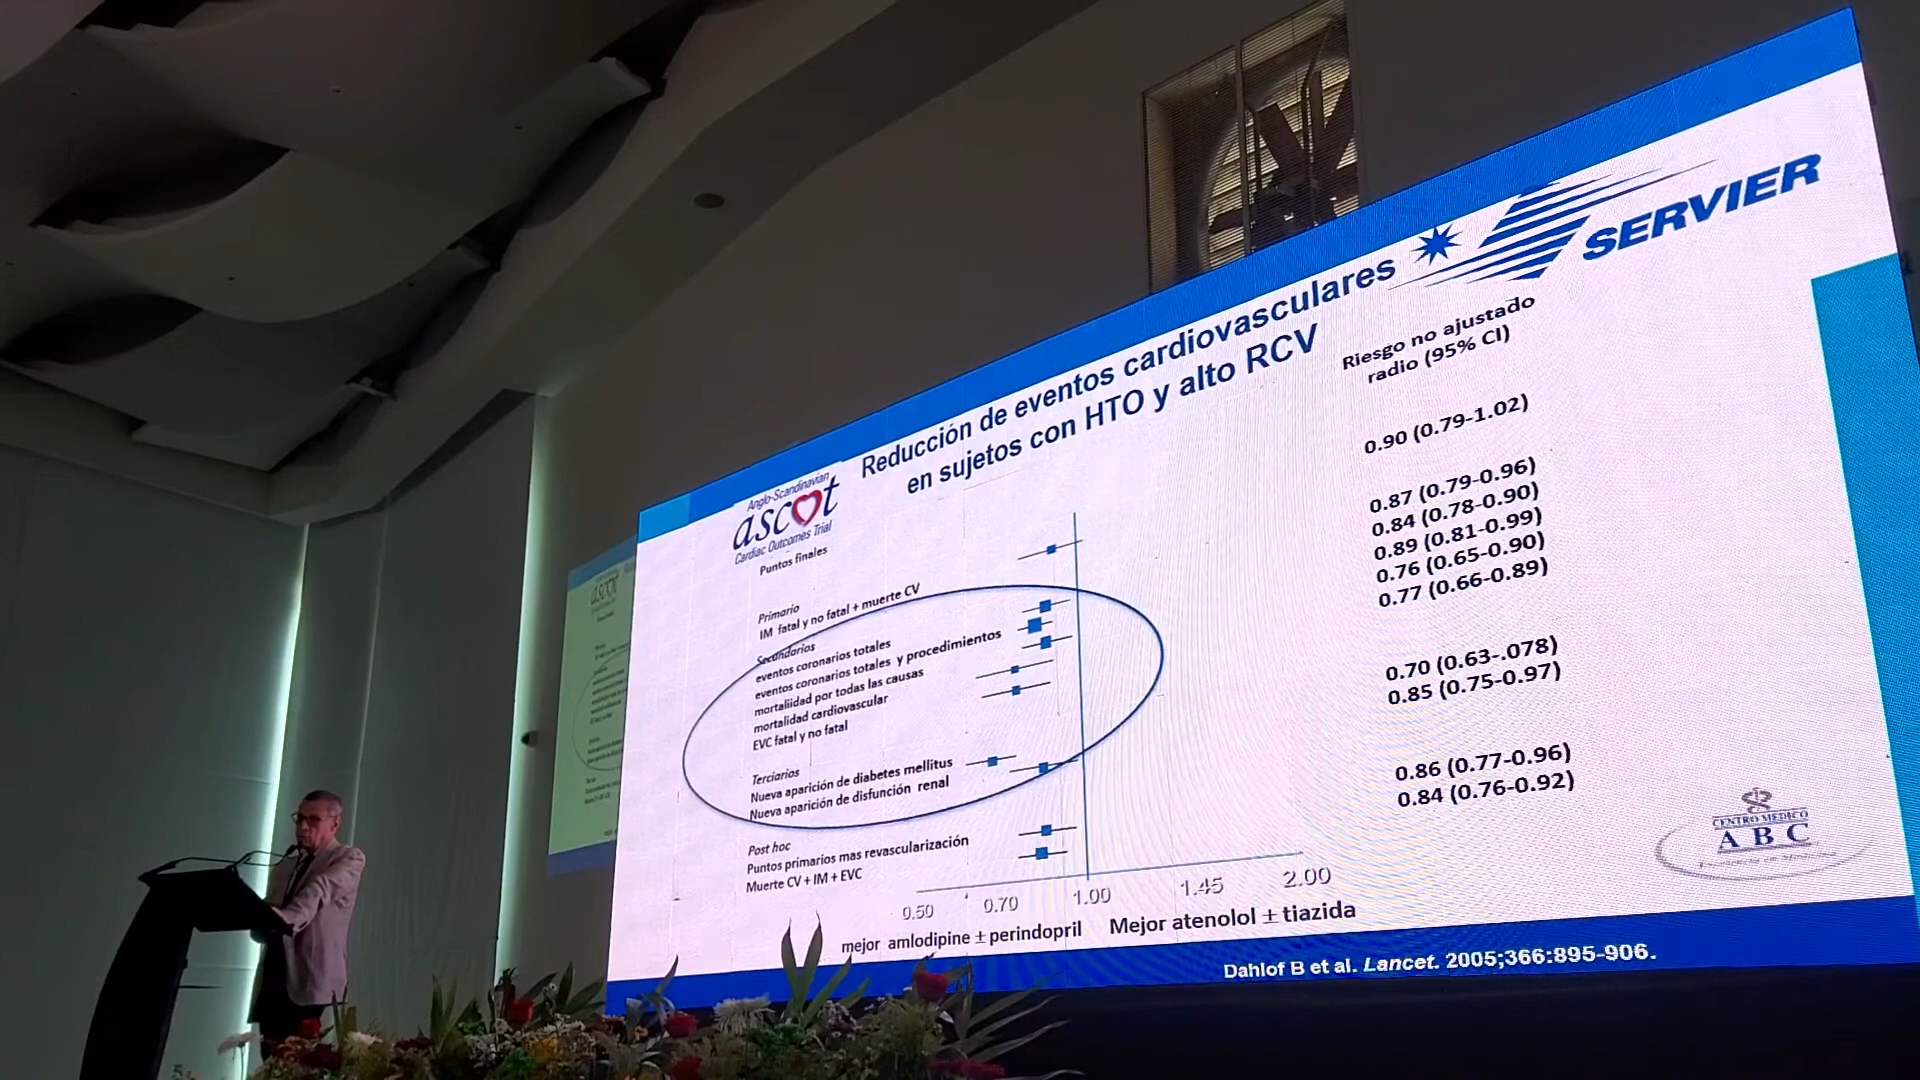 SERVIER
Reducción de eventos cardiovasculares
en sujetos con HTO y alto RCV
Anglo-Scandinavian
ascot
Cardiac Outcomes Trial
Puntos finales
Riesgo no ajustado
radio (95% CI)
Primario
IM fatal y no fatal + muerte CV
0.90 (0.79-1.02)
Secundarios
eventos coronarios totales
0.87 (0.79-0.96)
eventos coronarios totales y procedimientos
0.84 (0.78-0.90)
mortaliidad por todas las causas
0.89 (0.81-0.99)
mortalidad cardiovascular
0.76 (0.65-0.90)
EVC fatal y no fatal
0.77 (0.66-0.89)
Terciarios
Nueva aparición de diabetes mellitus
0.70 (0.63-.078)
Nueva aparición de disfunción renal
0.85 (0.75-0.97)
Post hoc
Puntos primarios mas revascularización
0.86 (0.77-0.96)
Muerte CV + IM + EVC
0.84 (0.76-0.92)
0.50 0.70 1.00 1.45 2.00
mejor amlodipine ± perindopril
Mejor atenolol ± tiazida
CENTRO MEDICO
ABC
Dahlof B et al. Lancet. 2005;366:895-906.